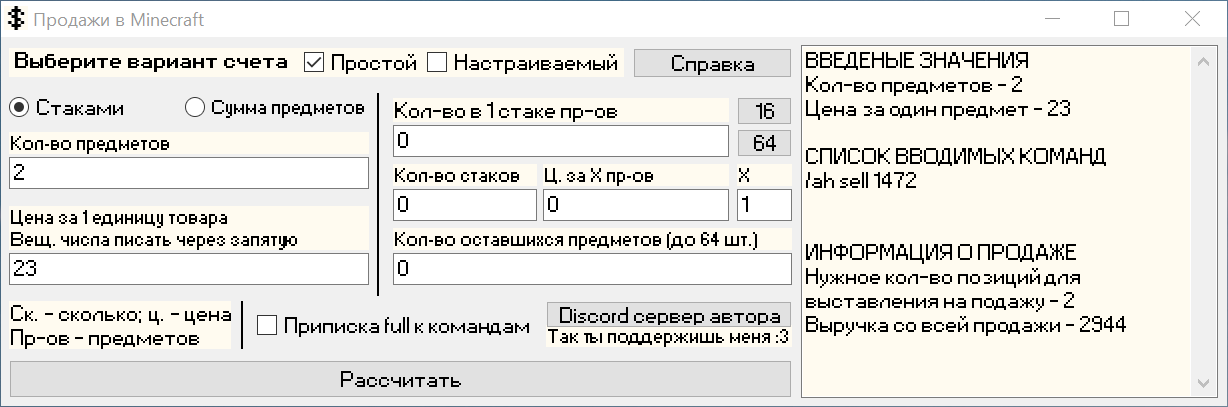 Продажи в Minecraft
Выберите вариант счета
Простой
Настраиваемый
Справка
Стаками
Сумма предметов
Кол-во предметов
2
Цена за 1 единицу товара
Вещ. числа писать через запятую
23
Ск. - сколько; ц. - цена
Пр-ов - предметов
Кол-во в 1 стаке пр-ов
0
16
64
Кол-во стаков
Ц. за X пр-ов
X
0
0
1
Кол-во оставшихся предметов (до 64 шт.)
0
Приписка full к командам
Discord сервер автора
Так ты поддержишь меня :3
Рассчитать
ВВЕДЕНЫЕ ЗНАЧЕНИЯ
Кол-во предметов - 2
Цена за один предмет - 23
СПИСОК ВВОДИМЫХ КОМАНД
/ah sell 1472
ИНФОРМАЦИЯ О ПРОДАЖЕ
Нужное кол-во позиций для
выставления на подажу - 2
Выручка со всей продажи - 2944